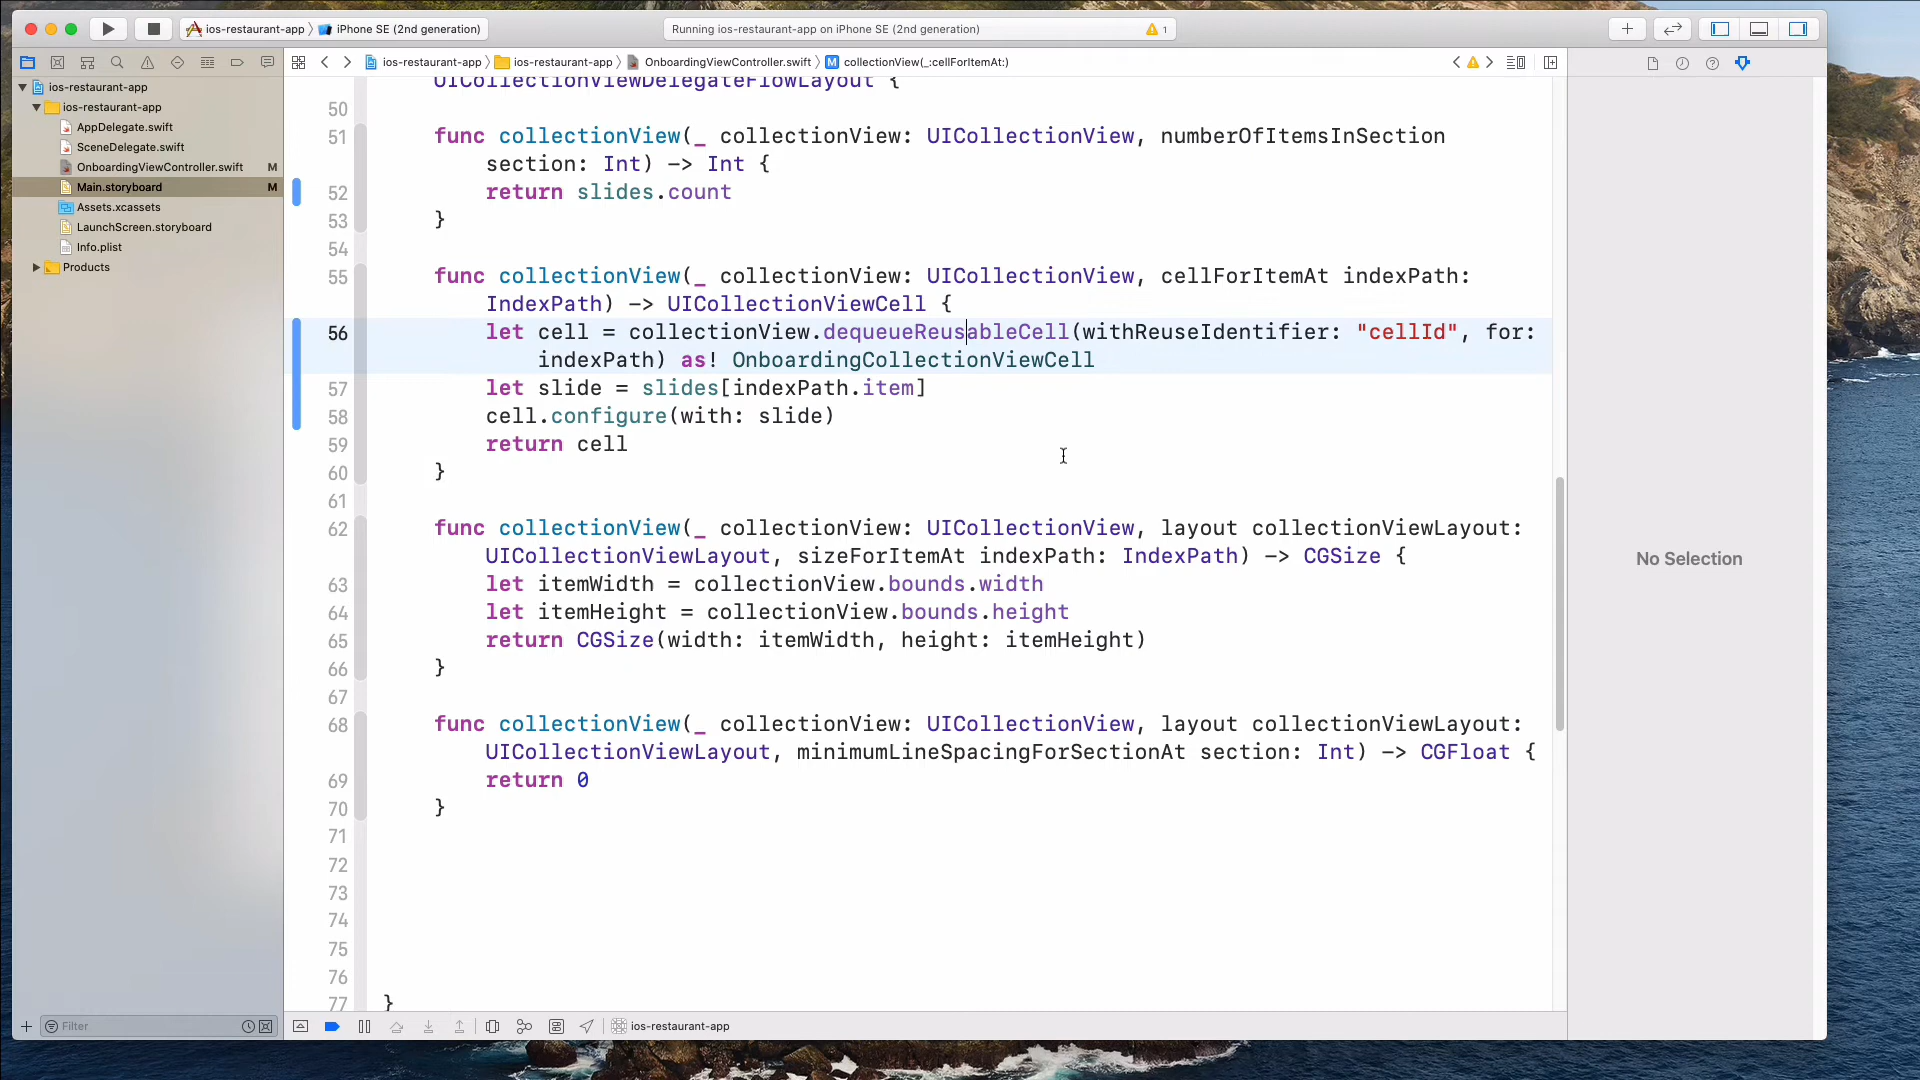 ios-restaurant-app
iPhone SE (2nd generation)
Running ios-restaurant-app on iPhone SE (2nd generation)
1
ios-restaurant-app
ios-restaurant-app
AppDelegate.swift
SceneDelegate.swift
OnboardingViewController.swift M
Main.storyboard M
Assets.xcassets
LaunchScreen.storyboard
Info.plist
Products
Filter
ios-restaurant-app
ios-restaurant-app
OnboardingViewController.swift
M collectionView(_:cellForItemAt:)
UICollectionViewDelegateFlowLayout {
50
51 func collectionView(_ collectionView: UICollectionView, numberOfItemsInSection
section: Int) -> Int {
52 return slides.count
53 }
54
55 func collectionView(_ collectionView: UICollectionView, cellForItemAt indexPath:
IndexPath) -> UICollectionViewCell {
56 let cell = collectionView.dequeueReusableCell(withReuseIdentifier: "cellId", for:
indexPath) as! OnboardingCollectionViewCell
57 let slide = slides[indexPath.item]
58 cell.configure(with: slide)
59 return cell
60 }
61
62 func collectionView(_ collectionView: UICollectionView, layout collectionViewLayout:
UICollectionViewLayout, sizeForItemAt indexPath: IndexPath) -> CGSize {
63 let itemWidth = collectionView.bounds.width
64 let itemHeight = collectionView.bounds.height
65 return CGSize(width: itemWidth, height: itemHeight)
66 }
67
68 func collectionView(_ collectionView: UICollectionView, layout collectionViewLayout:
UICollectionViewLayout, minimumLineSpacingForSectionAt section: Int) -> CGFloat {
69 return 0
70 }
71
72
73
74
75
76
77 }
ios-restaurant-app
No Selection